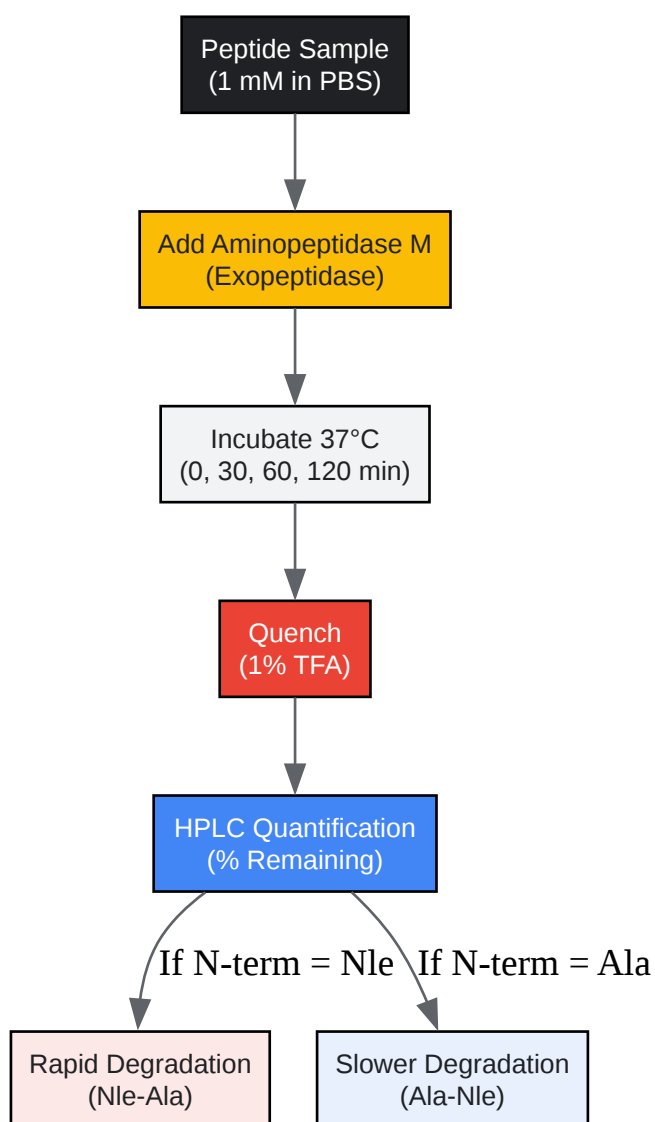 Peptide Sample
(1 mM in PBS)
Add Aminopeptidase M
(Exopeptidase)
Incubate 37°C
(0, 30, 60, 120 min)
Quench
(1% TFA)
HPLC Quantification
(% Remaining)
If N-term = Nle
If N-term = Ala
Rapid Degradation
(Nle-Ala)
Slower Degradation
(Ala-Nle)